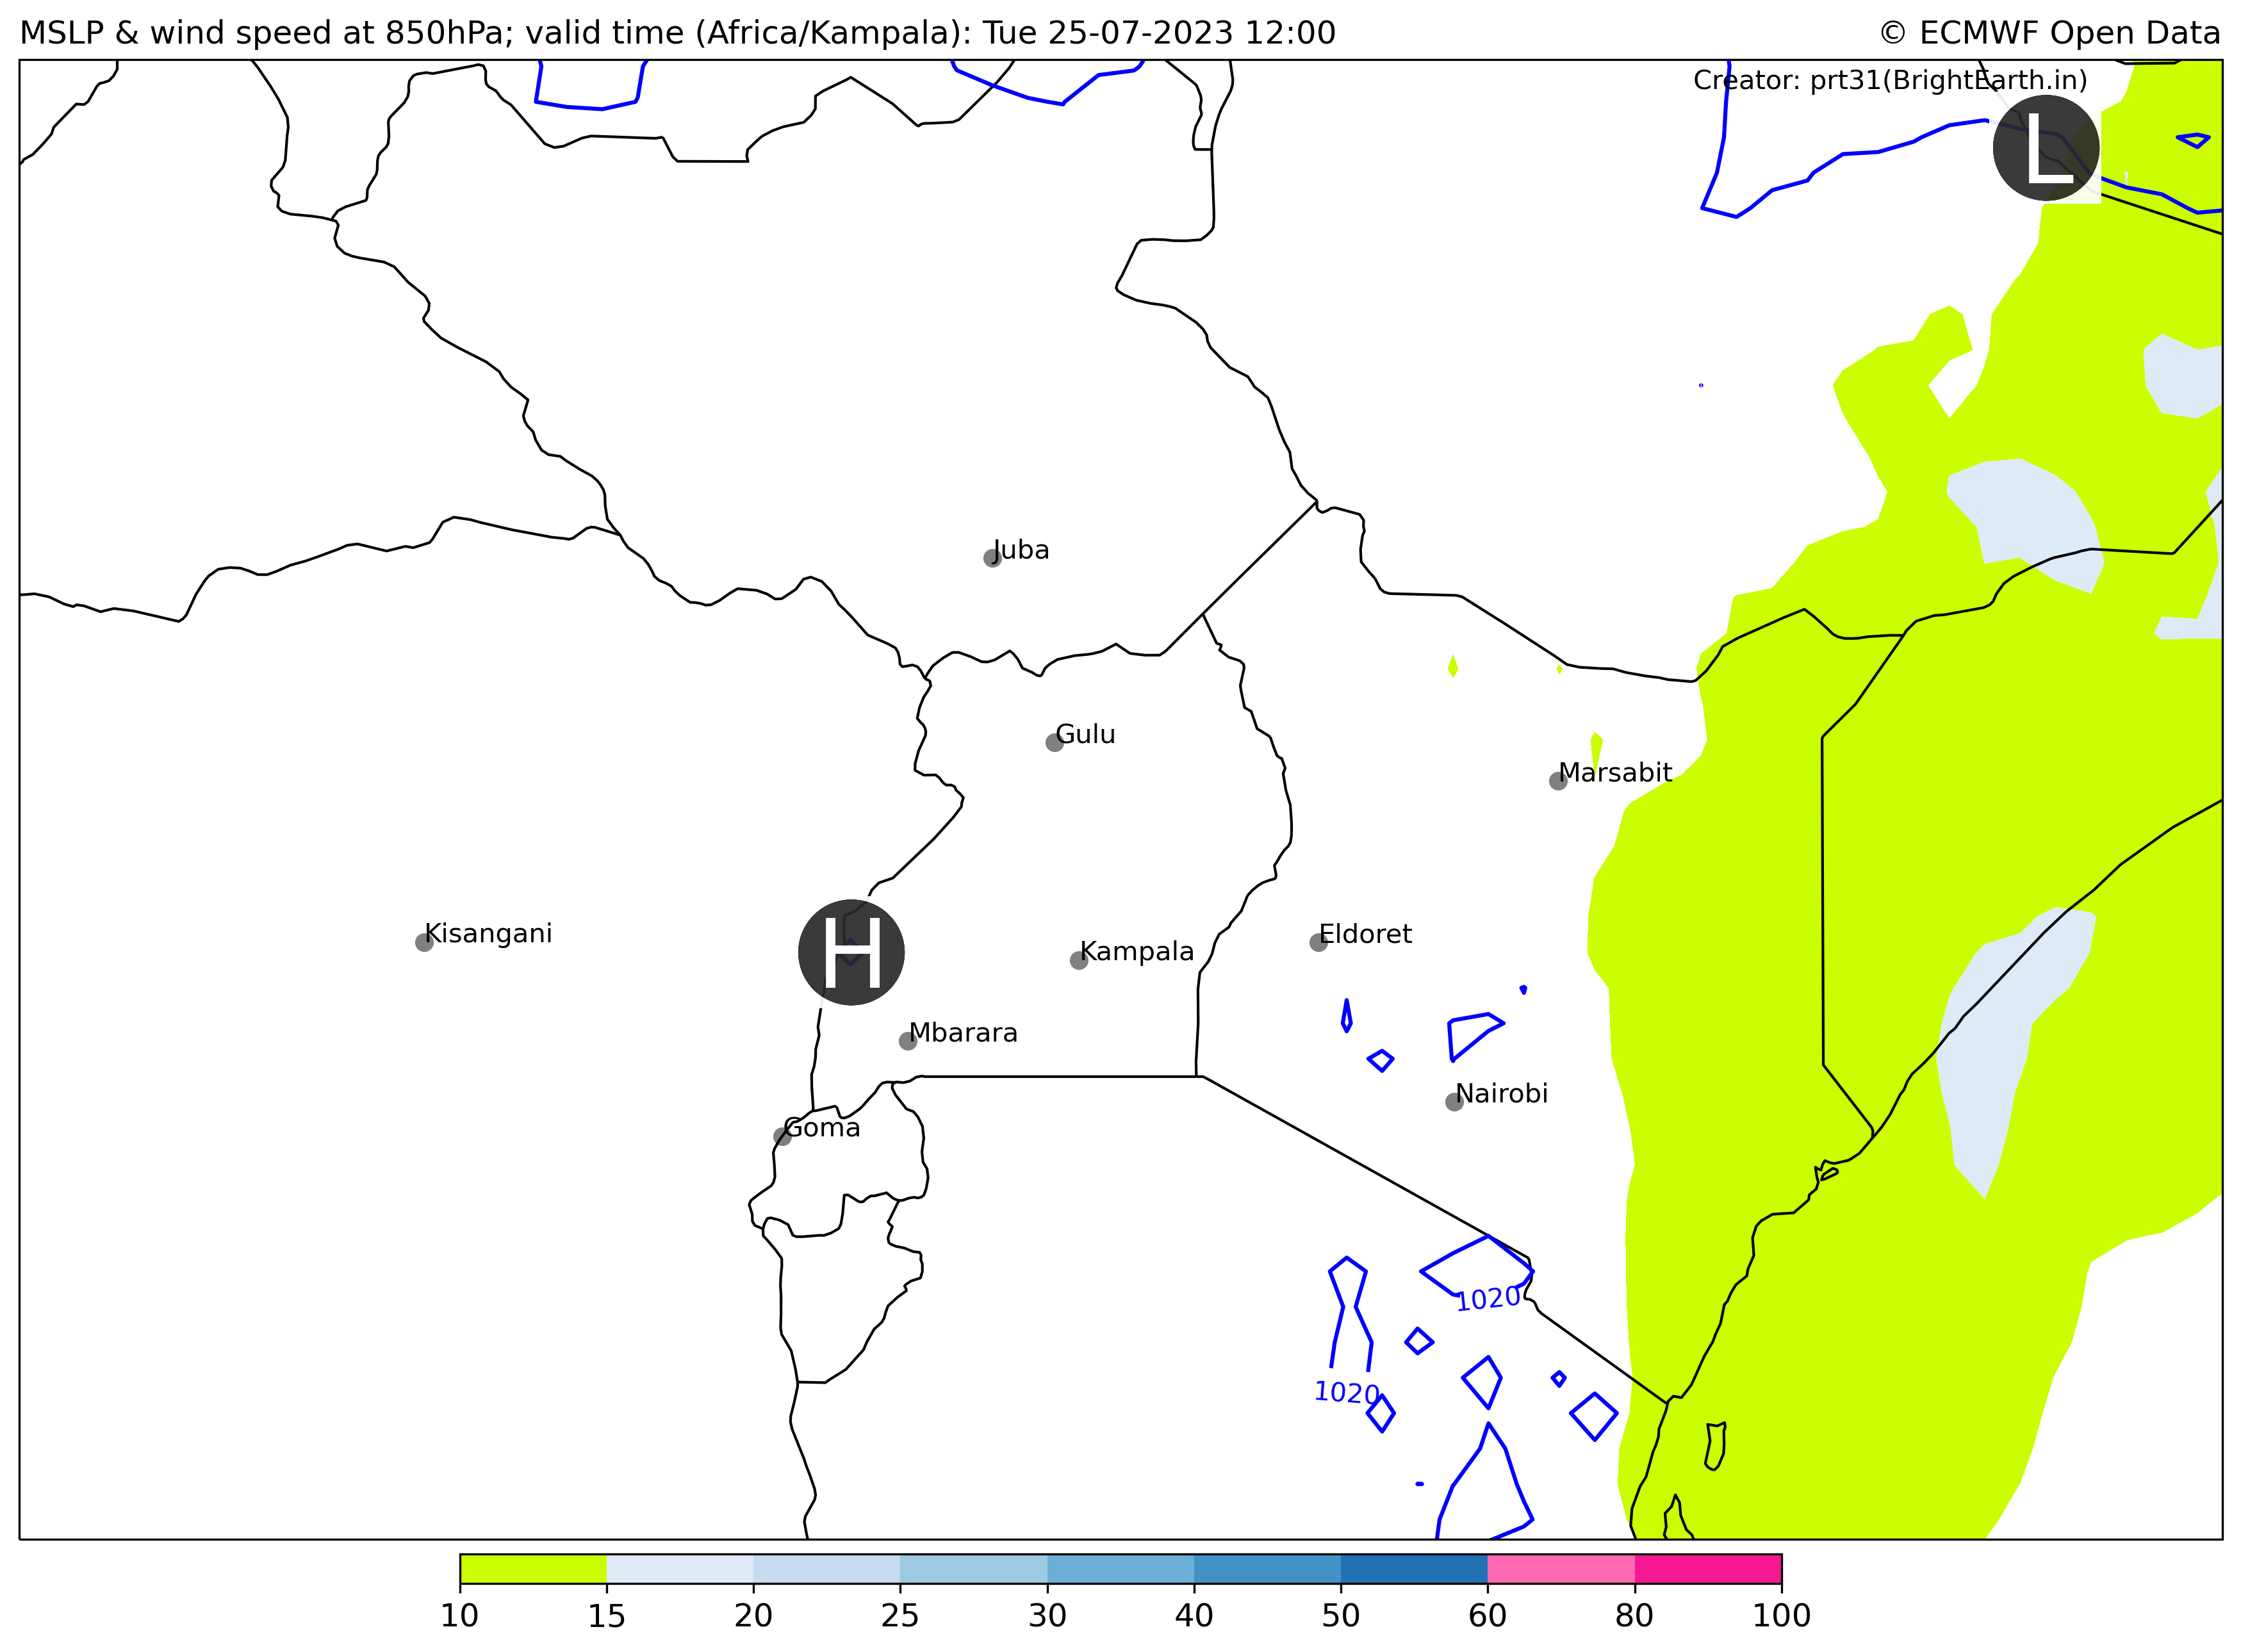 MSLP & wind speed at 850hPa; valid time (Africa/Kampala): Tue 25-07-2023 12:00
© ECMWF Open Data
Creator: prt31(BrightEarth.in)
L
Juba
Gulu
Marsabit
Kisangani
H
Kampala
Eldoret
Mbarara
Nairobi
Goma
1020
1020
10 15 20 25 30 40 50 60 80 100